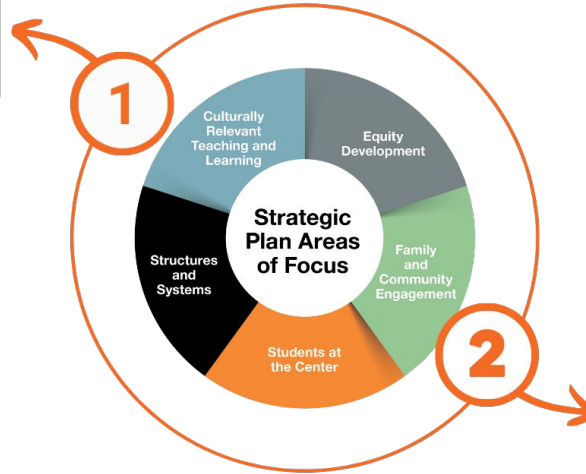 1
Culturally
Relevant
Teaching and
Learning
Equity
Development
Strategic
Plan Areas
of Focus
Structures
and
Systems
Family
and
Community
Engagement
Students at
the Center
2